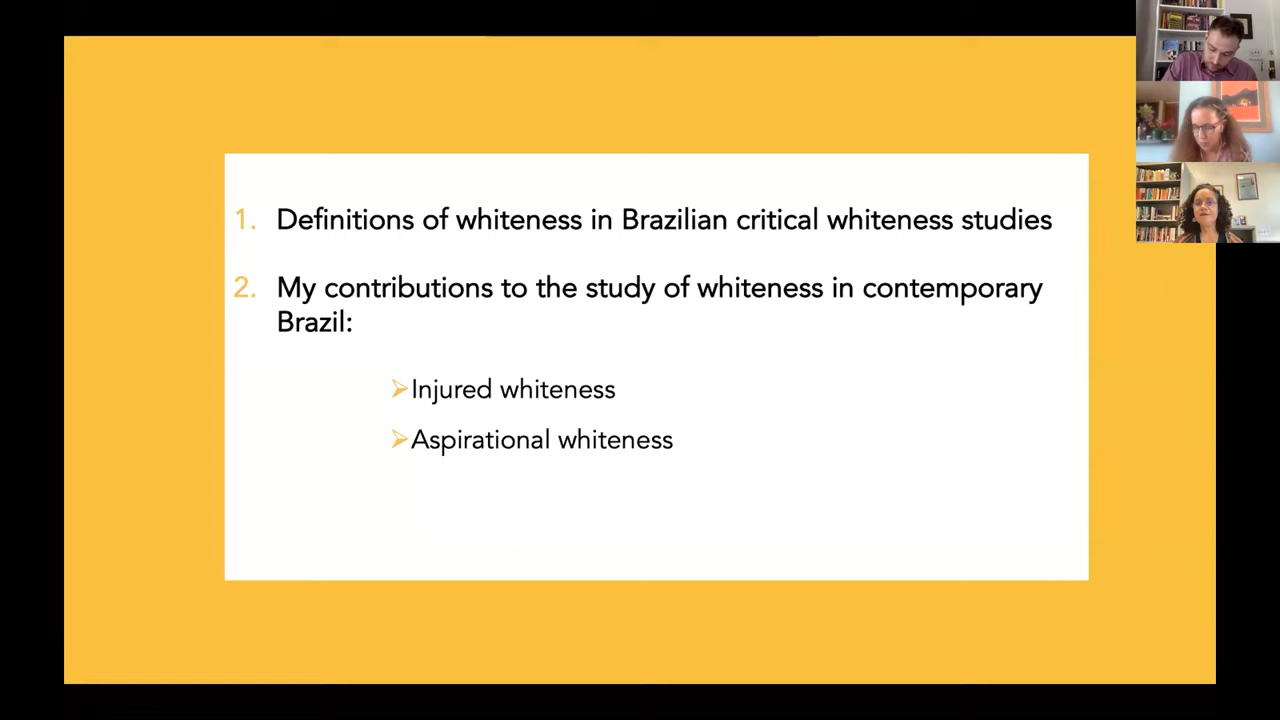 1. Definitions of whiteness in Brazilian critical whiteness studies
2. My contributions to the study of whiteness in contemporary
Brazil:
➢Injured whiteness
➢Aspirational whiteness